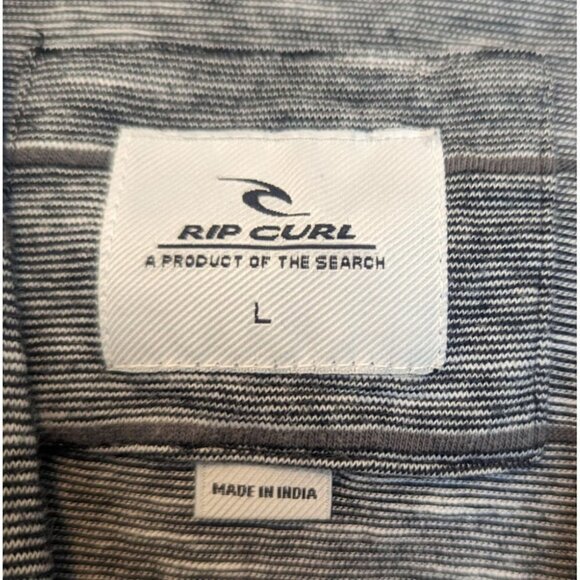 RIP CURL
A PRODUCT OF THE SEARCH
L
MADE IN INDIA